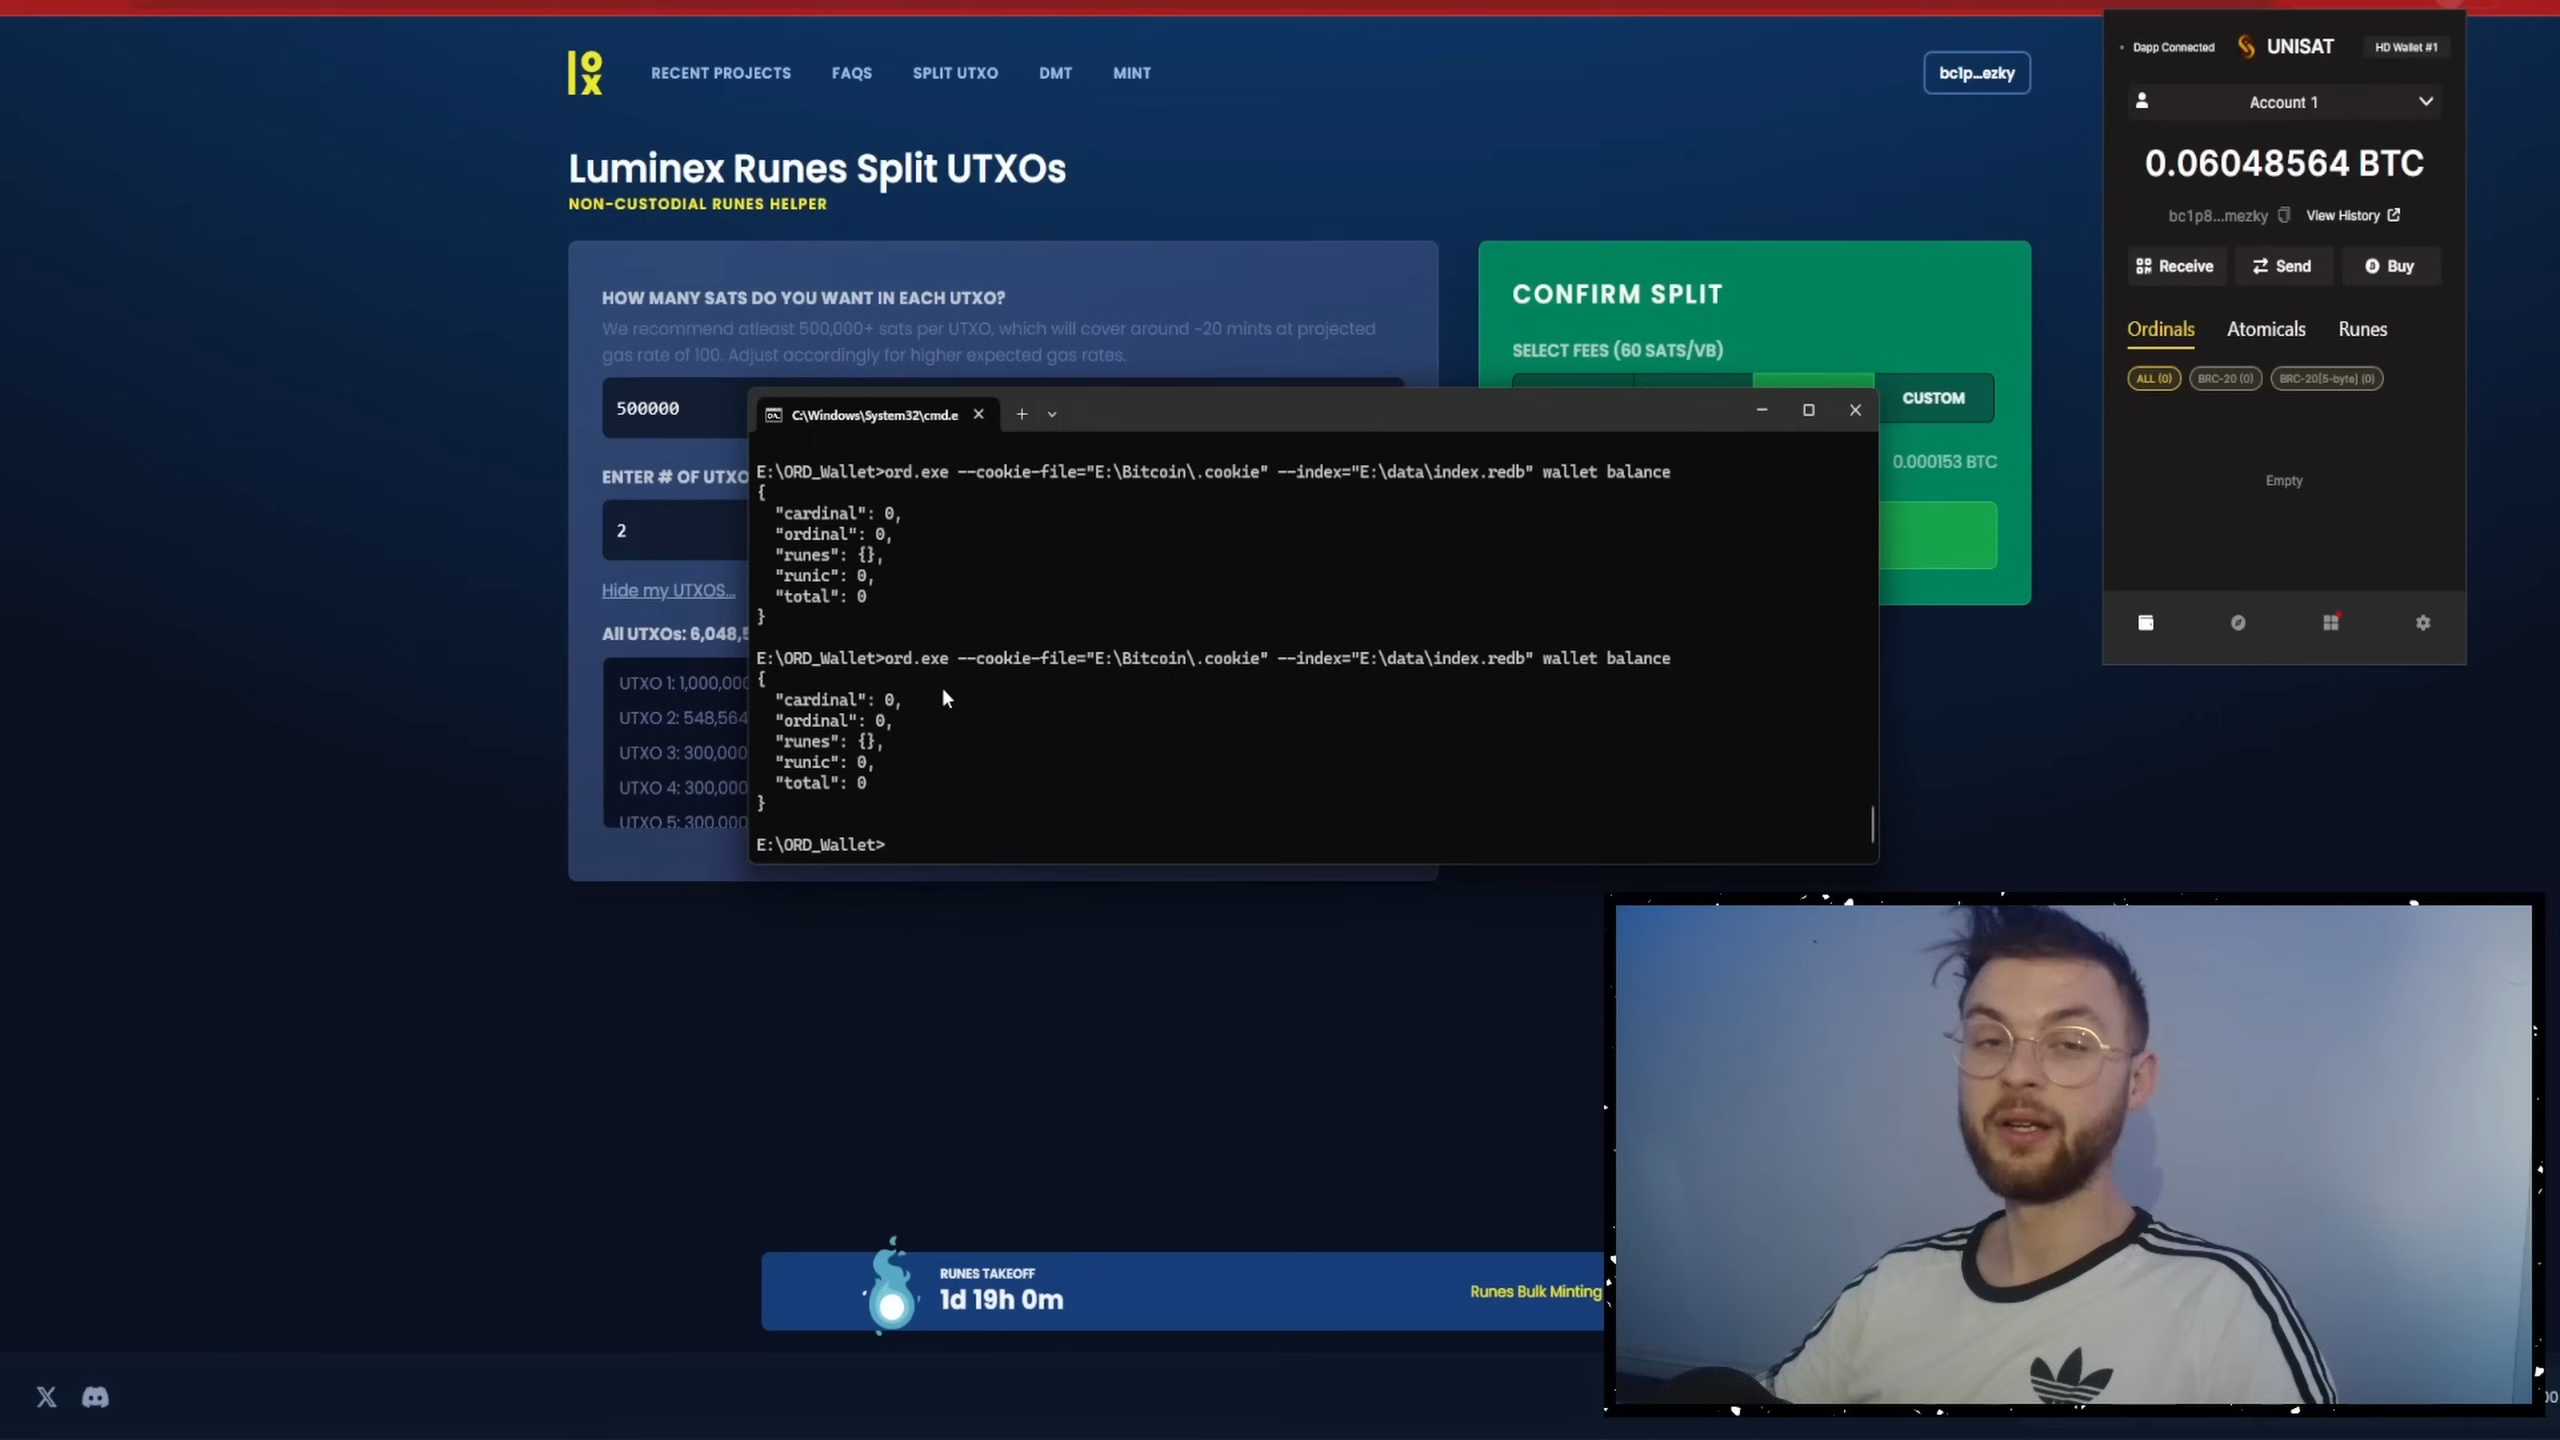 RECENT PROJECTS
FAQS
SPLIT UTXO
DMT
MINT
bc1p...ezky
Luminex Runes Split UTXOs
NON-CUSTODIAL RUNES HELPER
HOW MANY SATS DO YOU WANT IN EACH UTXO?
We recommend atleast 500,000+ sats per UTXO, which will cover around ~20 mints at projected
gas rate of 100. Adjust accordingly for higher expected gas rates.
500000
ENTER # OF UTXO
2
Hide my UTXOS...
All UTXOs: 6,048,5
UTXO 1: 1,000,000
UTXO 2: 548,564
UTXO 3: 300,000
UTXO 4: 300,000
UTXO 5: 300,000
CONFIRM SPLIT
SELECT FEES (60 SATS/VB)
CUSTOM
0.000153 BTC
C:\Windows\System32\cmd.e
E:\ORD_Wallet>ord.exe --cookie-file="E:\Bitcoin\.cookie" --index="E:\data\index.redb" wallet balance
{
"cardinal": 0,
"ordinal": 0,
"runes": {},
"runic": 0,
"total": 0
}
E:\ORD_Wallet>ord.exe --cookie-file="E:\Bitcoin\.cookie" --index="E:\data\index.redb" wallet balance
{
"cardinal": 0,
"ordinal": 0,
"runes": {},
"runic": 0,
"total": 0
}
E:\ORD_Wallet>
Dapp Connected
UNISAT
HD Wallet #1
Account 1
0.06048564 BTC
bc1p8...mezky
View History
Receive
Send
Buy
Ordinals
Atomicals
Runes
ALL (0)
BRC-20 (0)
BRC-20[5-byte] (0)
Empty
RUNES TAKEOFF
1d 19h 0m
Runes Bulk Minting